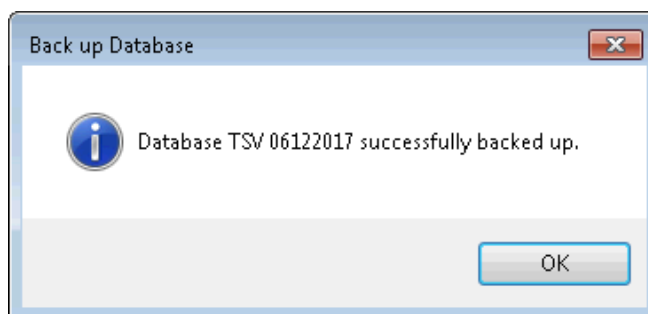 Back up Database
Database TSV 06122017 successfully backed up.
OK